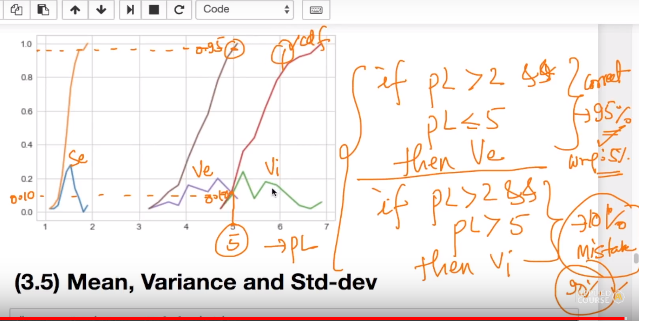 Code
1.0
0.8
0.6
0.4
0.2
0.0
1
2
3
4
5
6
7
0.95
0.10
Se
Ve
Vi
cdf
5 → PL
if PL > 2 &&
PL ≤ 5
then Ve
correct
→ 95%
wrg: 5%
if PL > 2 &&
PL > 5
then Vi
→ 10%
Mistake
90% ✓
(3.5) Mean, Variance and Std-dev
COURSE